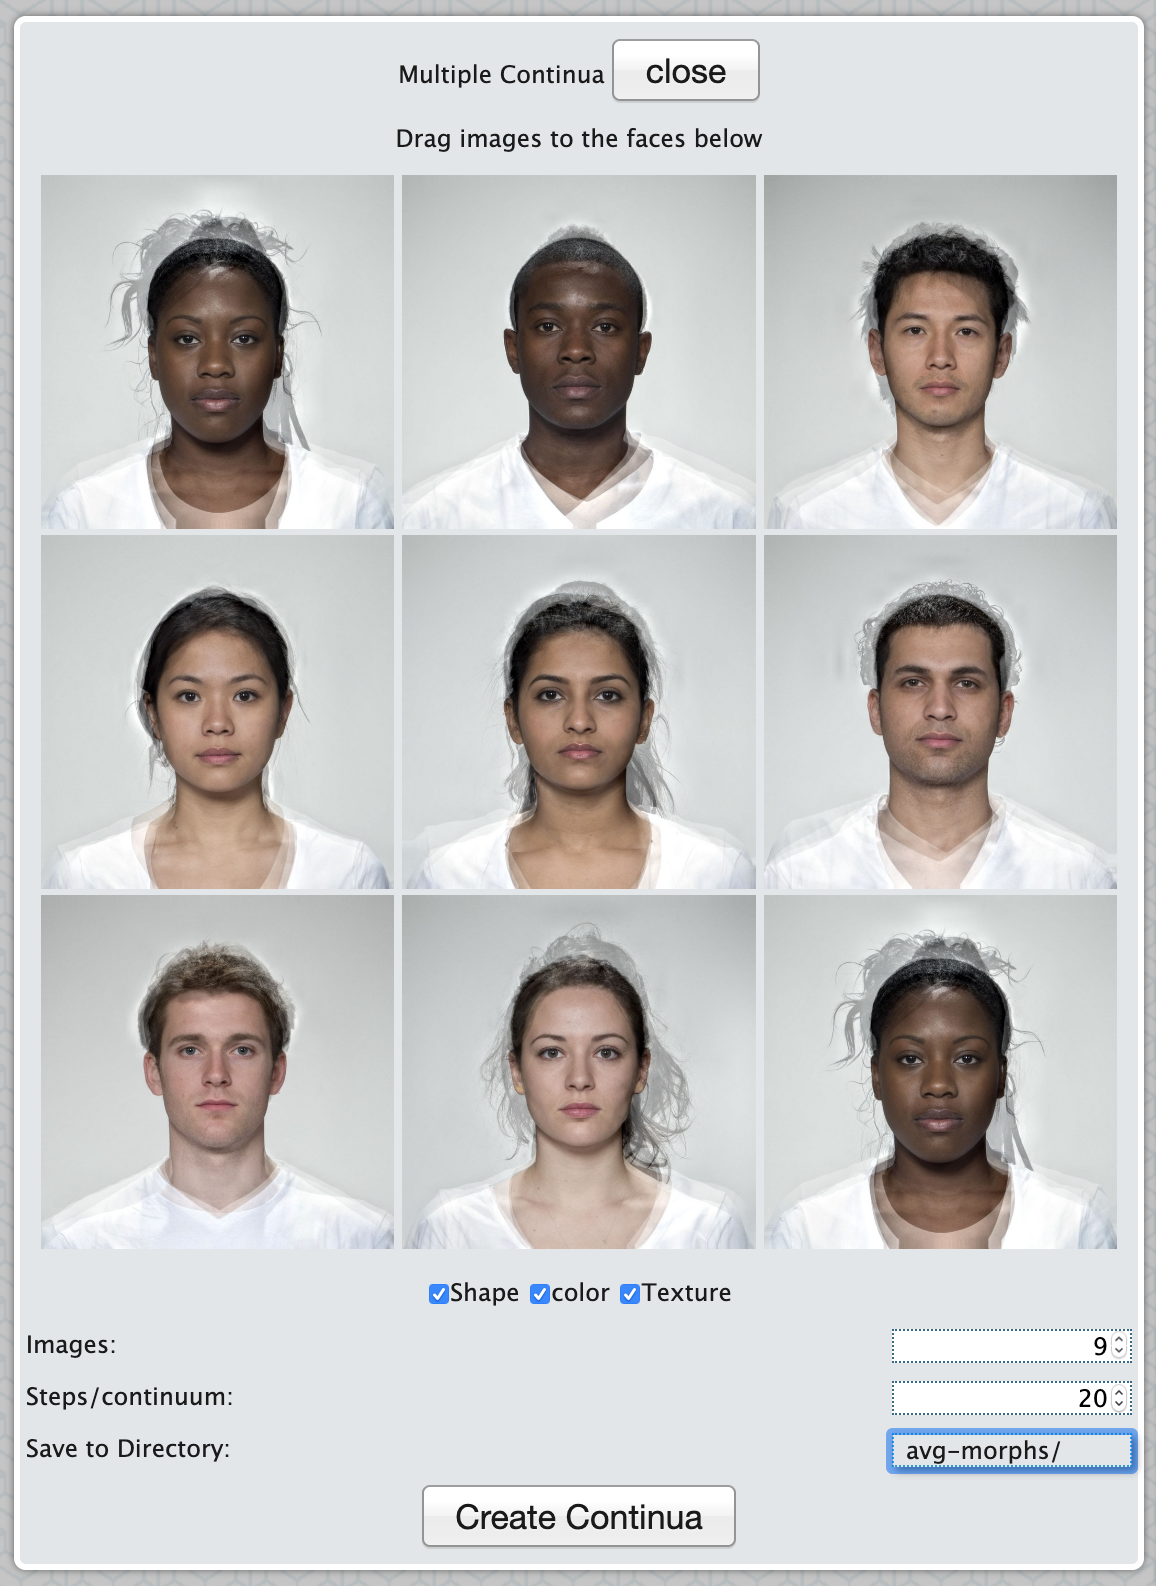 Multiple Continua close
Drag images to the faces below
Shape color Texture
Images: 9
Steps/continuum: 20
Save to Directory: avg-morphs/
Create Continua